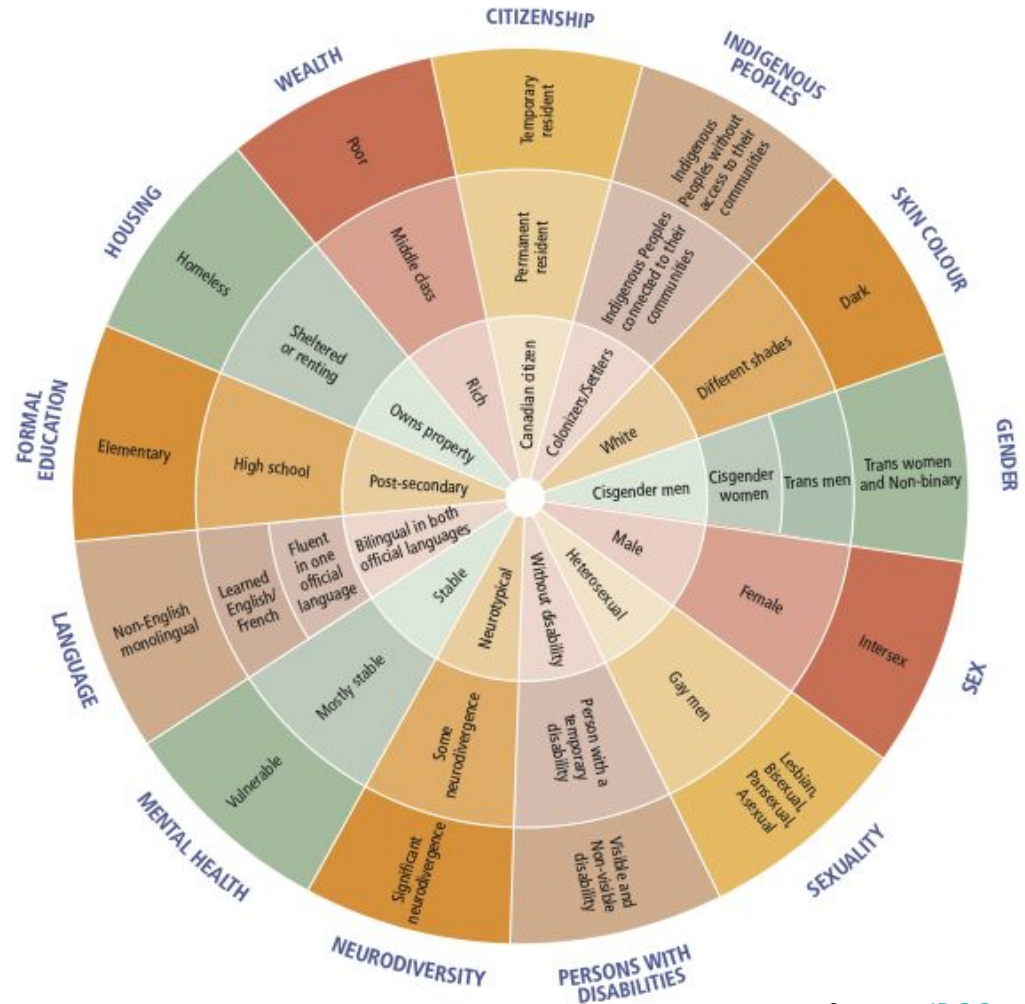 CITIZENSHIP
Temporary
resident
Permanent
resident
Canadian citizen
INDIGENOUS
PEOPLES
Indigenous
Peoples without
access to their
communities
Indigenous Peoples
connected to their
communities
Colonizers/Settlers
SKIN COLOUR
Dark
Different shades
White
GENDER
Trans women
and Non-binary
Trans men
Cisgender
women
Cisgender men
SEX
Intersex
Female
Male
SEXUALITY
Lesbian,
Bisexual,
Pansexual,
Asexual
Gay men
Heterosexual
PERSONS WITH
DISABILITIES
Visible and
Non-visible
disability
Person with a
temporary
disability
Without disability
NEURODIVERSITY
Significant
neurodivergence
Some
neurodivergence
Neurotypical
MENTAL HEALTH
Vulnerable
Mostly stable
Stable
LANGUAGE
Non-English
monolingual
Learned
English/
French
Fluent
in one
official
language
Bilingual in both
official languages
FORMAL
EDUCATION
Elementary
High school
Post-secondary
HOUSING
Homeless
Sheltered
or renting
Owns property
WEALTH
Poor
Middle class
Rich